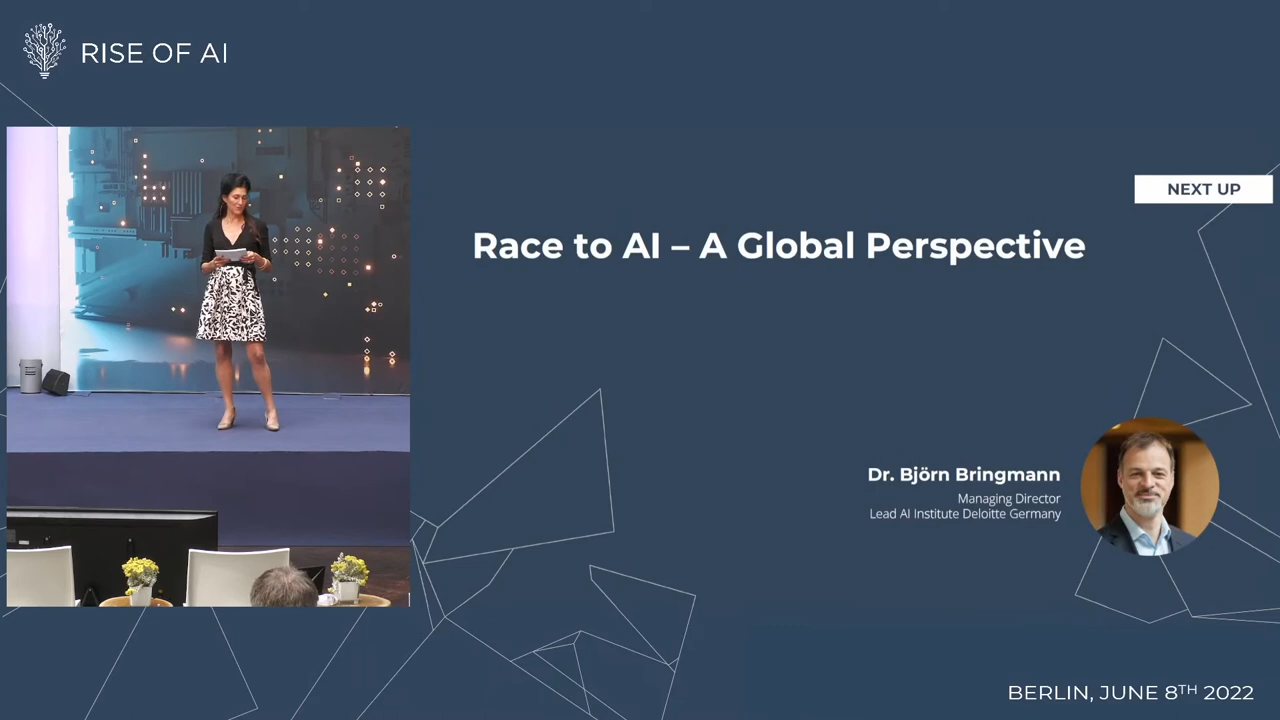 RISE OF AI
NEXT UP
Race to AI – A Global Perspective
Dr. Björn Bringmann
Managing Director
Lead AI Institute Deloitte Germany
BERLIN, JUNE 8TH 2022